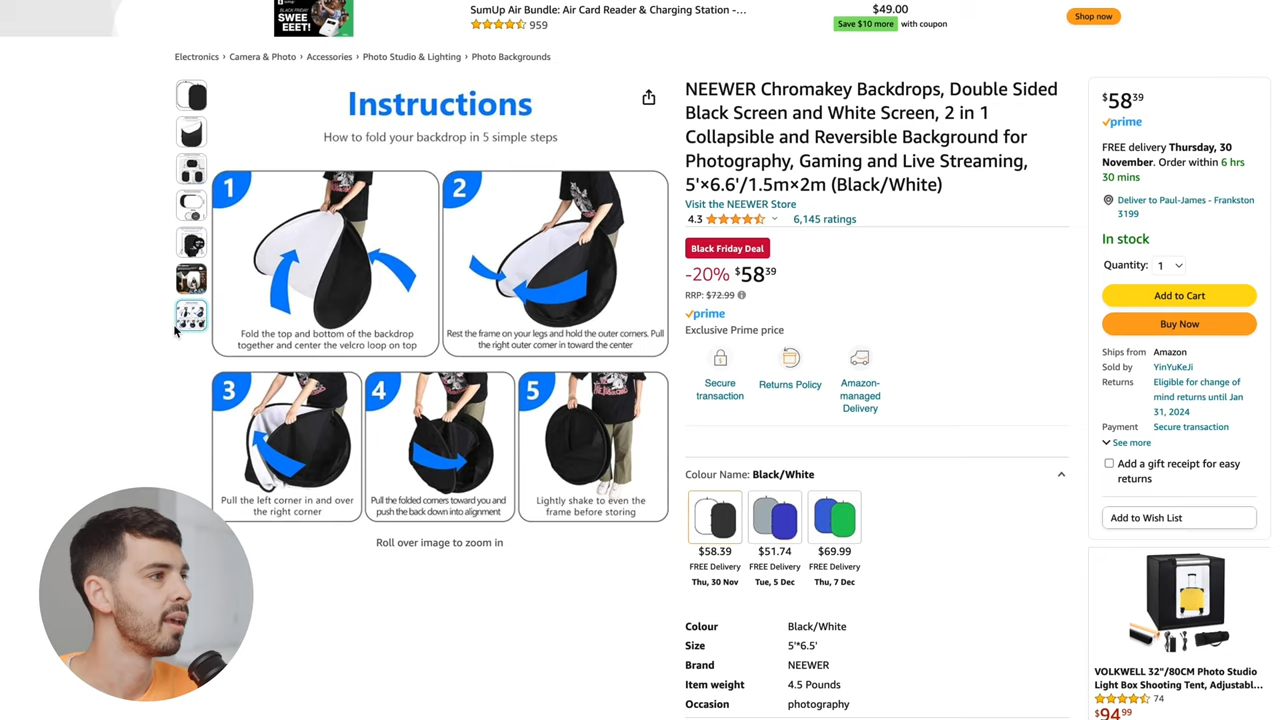 BLACK FRIDAY
SWEE
EEET!
SumUp Air Bundle: Air Card Reader & Charging Station -...
959
$49.00
Save $10 more with coupon
Shop now
Electronics › Camera & Photo › Accessories › Photo Studio & Lighting › Photo Backgrounds
Instructions
How to fold your backdrop in 5 simple steps
1
Fold the top and bottom of the backdrop
together and center the velcro loop on top
2
Rest the frame on your legs and hold the outer corners. Pull
the right outer corner in toward the center
3
Pull the left corner in and over
the right corner
4
Pull the folded corners toward you and
push the back down into alignment
5
Lightly shake to even the
frame before storing
Roll over image to zoom in
NEEWER Chromakey Backdrops, Double Sided
Black Screen and White Screen, 2 in 1
Collapsible and Reversible Background for
Photography, Gaming and Live Streaming,
5'×6.6'/1.5m×2m (Black/White)
Visit the NEEWER Store
4.3 6,145 ratings
Black Friday Deal
-20% $58 39
RRP: $72.99
prime
Exclusive Prime price
Secure
transaction
Returns Policy
Amazon-
managed
Delivery
Colour Name: Black/White
$58.39 $51.74 $69.99
FREE Delivery FREE Delivery FREE Delivery
Thu, 30 Nov Tue, 5 Dec Thu, 7 Dec
Colour Black/White
Size 5'*6.5'
Brand NEEWER
Item weight 4.5 Pounds
Occasion photography
$58 39
prime
FREE delivery Thursday, 30
November. Order within 6 hrs
30 mins
Deliver to Paul-James - Frankston
3199
In stock
Quantity: 1
Add to Cart
Buy Now
Ships from Amazon
Sold by YinYuKeJi
Returns Eligible for change of
mind returns until Jan
31, 2024
Payment Secure transaction
See more
Add a gift receipt for easy
returns
Add to Wish List
VOLKWELL 32"/80CM Photo Studio
Light Box Shooting Tent, Adjustabl...
74
$94 99